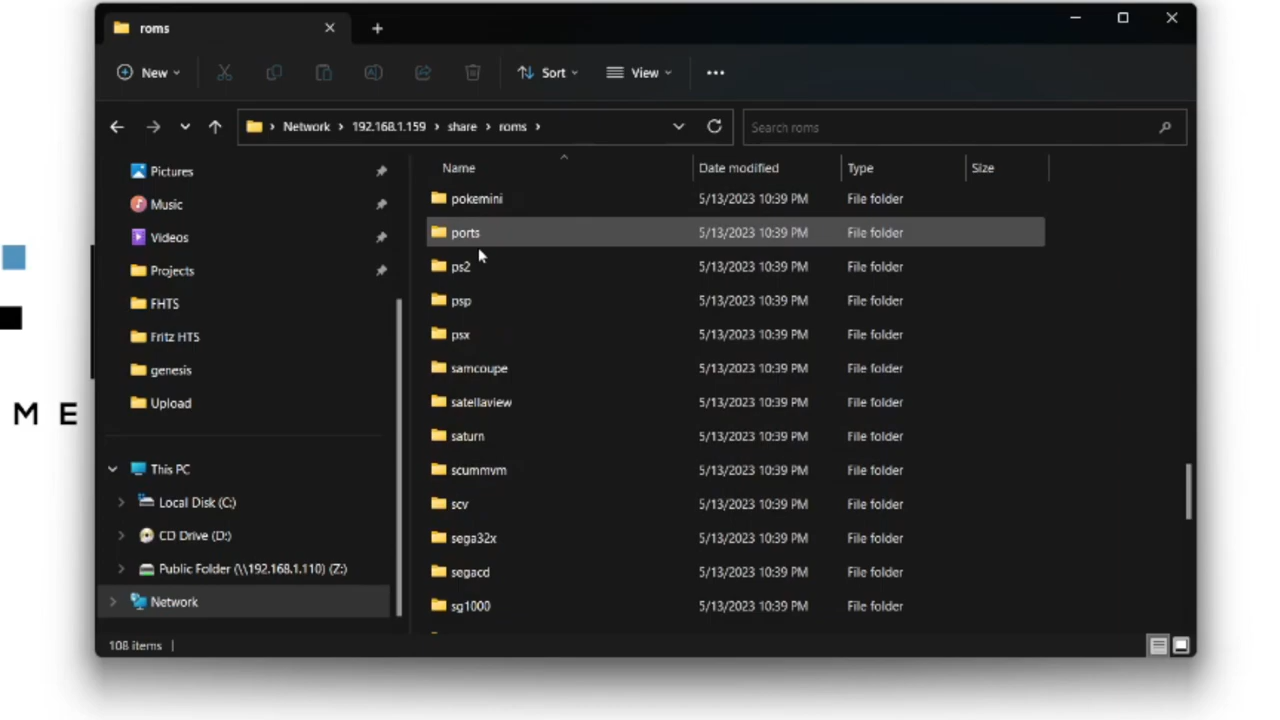 roms
New
Sort
View
Network > 192.168.1.159 > share > roms >
Search roms
Name Date modified Type Size
Pictures
Music
Videos
Projects
FHTS
Fritz HTS
genesis
Upload
This PC
Local Disk (C:)
CD Drive (D:)
Public Folder (\\192.168.1.110) (Z:)
Network
pokemini 5/13/2023 10:39 PM File folder
ports 5/13/2023 10:39 PM File folder
ps2 5/13/2023 10:39 PM File folder
psp 5/13/2023 10:39 PM File folder
psx 5/13/2023 10:39 PM File folder
samcoupe 5/13/2023 10:39 PM File folder
satellaview 5/13/2023 10:39 PM File folder
saturn 5/13/2023 10:39 PM File folder
scummvm 5/13/2023 10:39 PM File folder
scv 5/13/2023 10:39 PM File folder
sega32x 5/13/2023 10:39 PM File folder
segacd 5/13/2023 10:39 PM File folder
sg1000 5/13/2023 10:39 PM File folder
108 items
M E